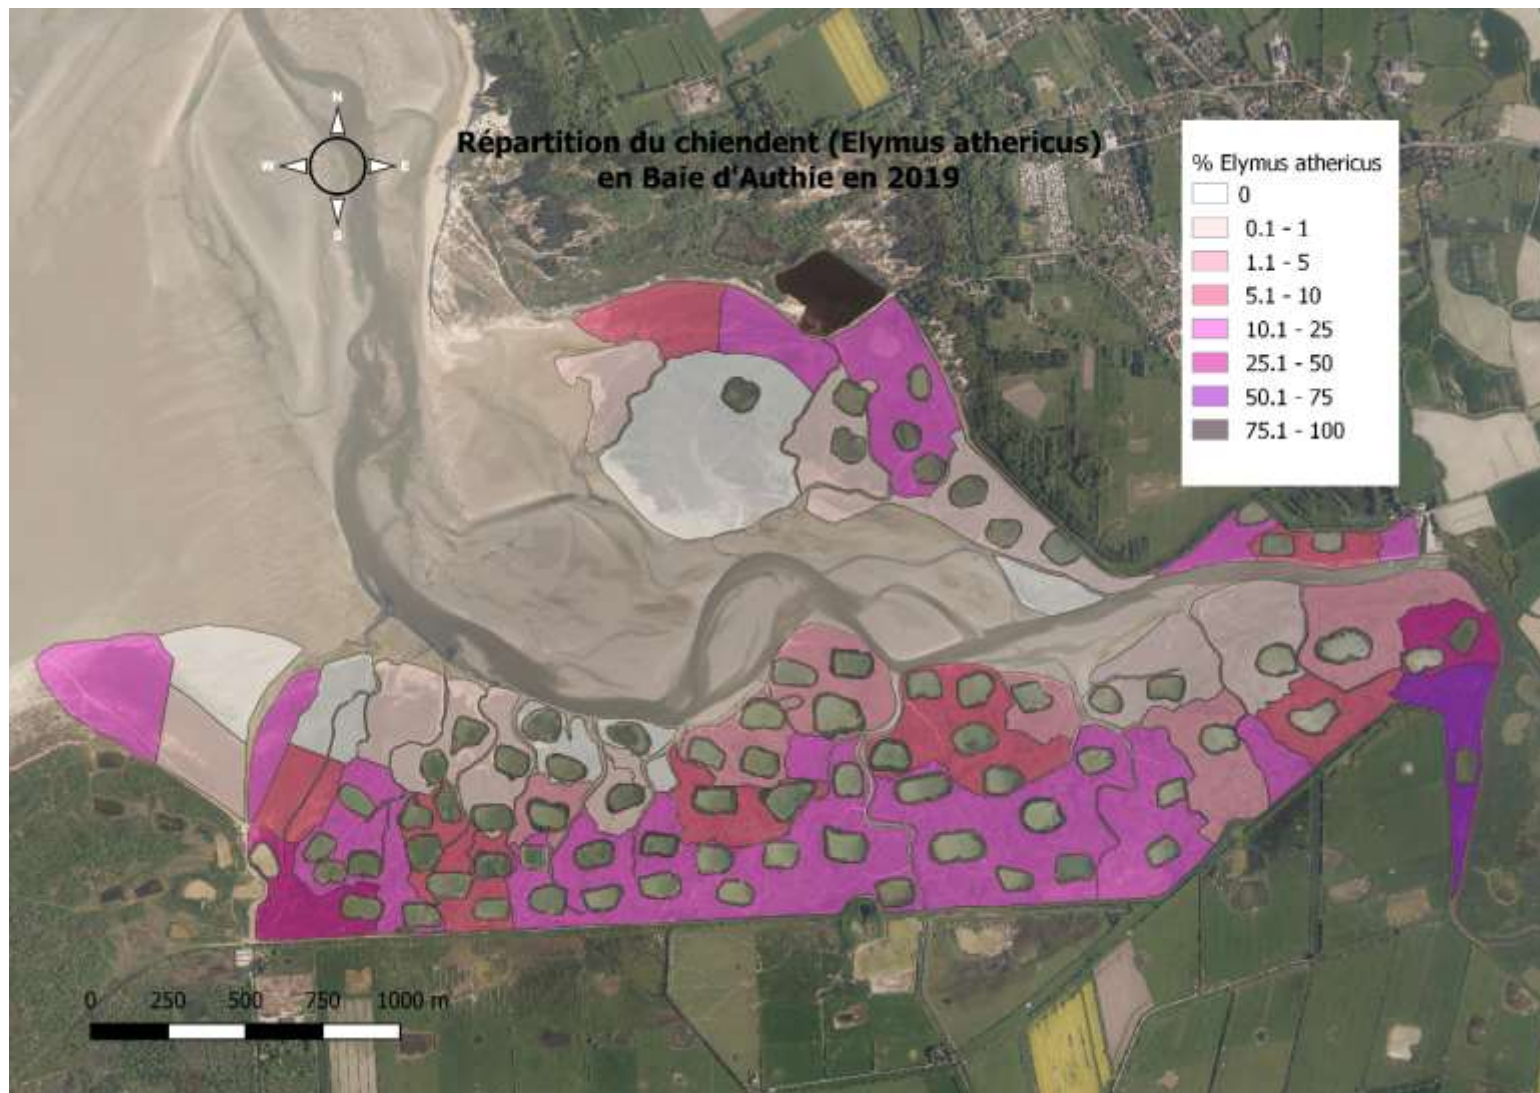 N
E
S
Répartition du chiendent (Elymus athericus)
en Baie d'Authie en 2019
% Elymus athericus
0
0.1 - 1
1.1 - 5
5.1 - 10
10.1 - 25
25.1 - 50
50.1 - 75
75.1 - 100
0 250 500 750 1000 m